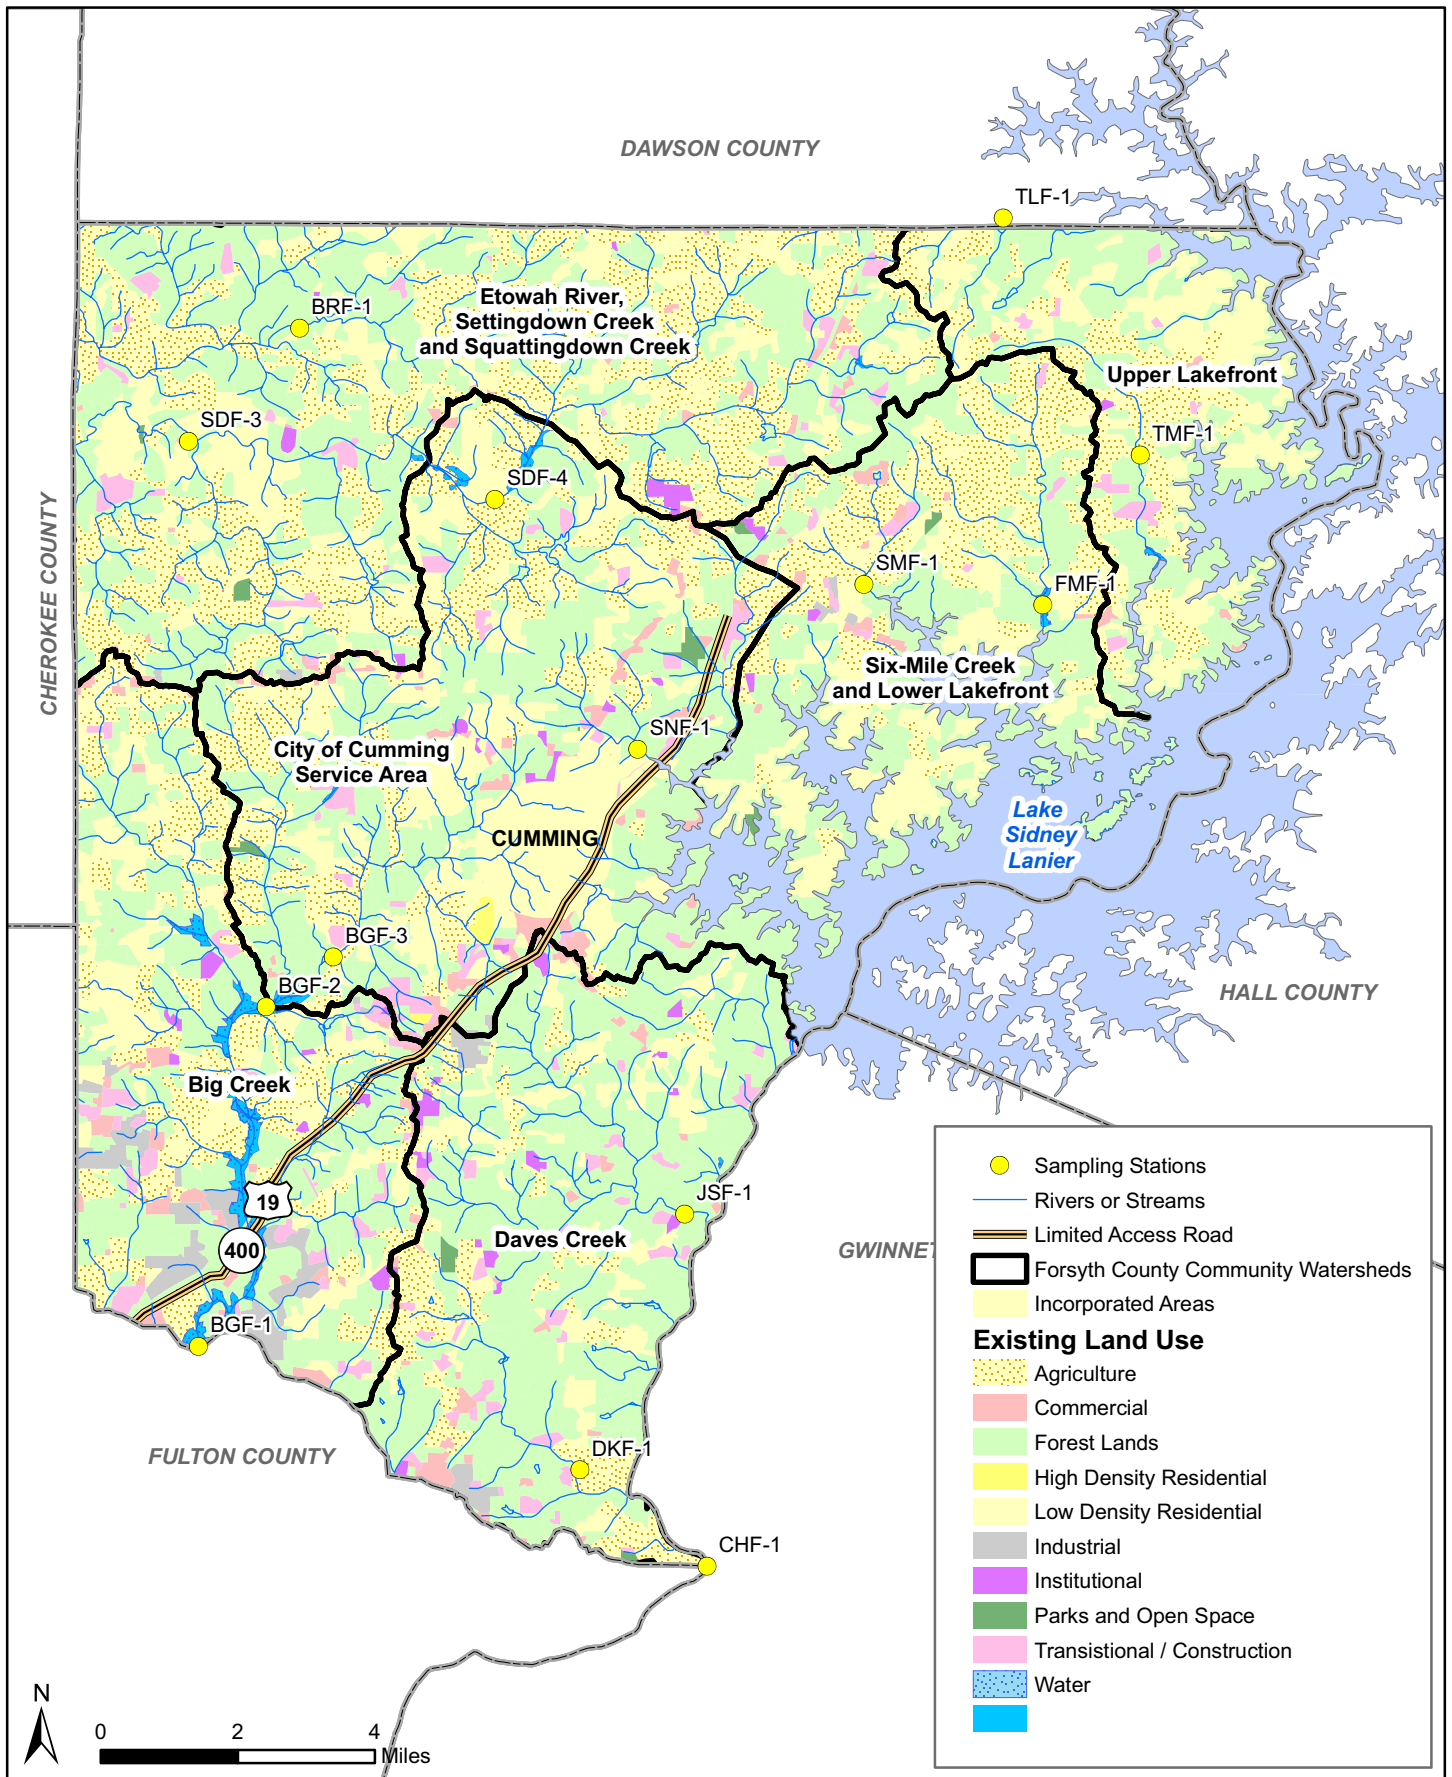 DAWSON COUNTY
TLF-1
BRF-1
Etowah River,
Settingdown Creek
and Squattingdown Creek
Upper Lakefront
SDF-3
TMF-1
SDF-4
CHEROKEE COUNTY
SMF-1
FMF-1
Six-Mile Creek
and Lower Lakefront
SNF-1
City of Cumming
Service Area
CUMMING
Lake
Sidney
Lanier
BGF-3
BGF-2
HALL COUNTY
Big Creek
JSF-1
19
Daves Creek
400
GWINNET
BGF-1
FULTON COUNTY
DKF-1
CHF-1
Sampling Stations
Rivers or Streams
Limited Access Road
Forsyth County Community Watersheds
Incorporated Areas
Existing Land Use
Agriculture
Commercial
Forest Lands
High Density Residential
Low Density Residential
Industrial
Institutional
Parks and Open Space
Transistional / Construction
Water
N
0 2 4
Miles